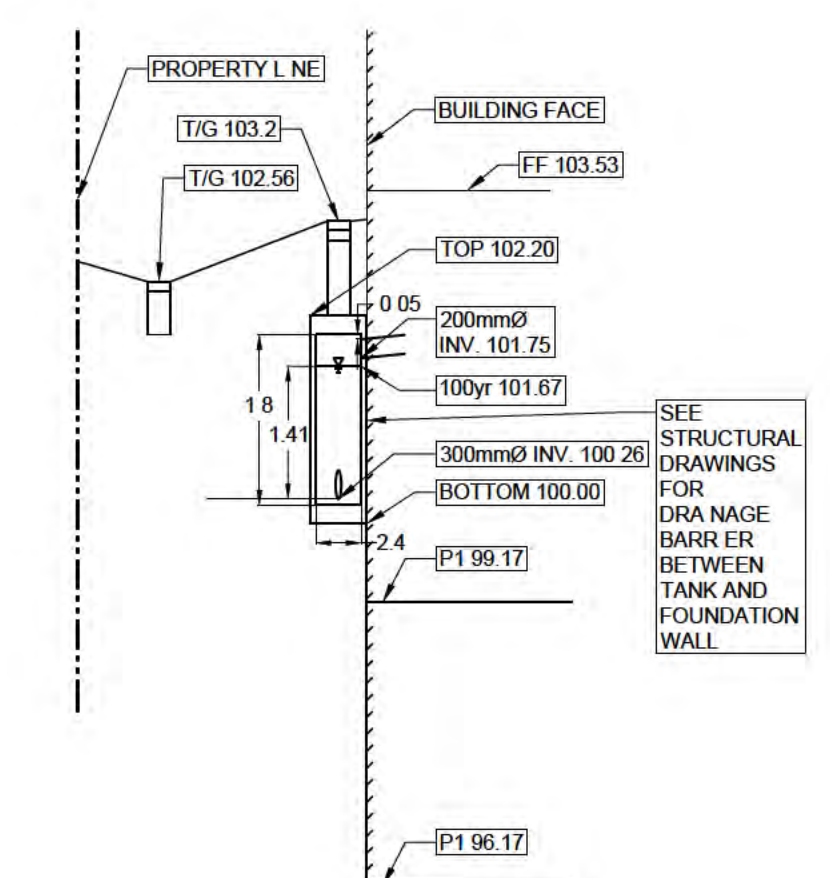 PROPERTY L NE
BUILDING FACE
T/G 103.2
FF 103.53
T/G 102.56
TOP 102.20
0 05
200mmØ
INV. 101.75
100yr 101.67
1 8
1.41
SEE
STRUCTURAL
DRAWINGS
FOR
DRA NAGE
BARR ER
BETWEEN
TANK AND
FOUNDATION
WALL
300mmØ INV. 100 26
BOTTOM 100.00
2.4
P1 99.17
P1 96.17